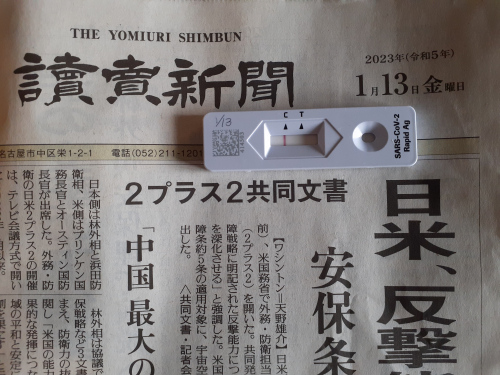 THE YOMIURI SHIMBUN
讀賣新聞
2023年(令和5年)
1月13日金曜日
名古屋市中区栄1-2-1
電話(052)211-120
1/13
C T
SARS-CoV-2
Rapid Ag
日米、反撃
安保条
2プラス2共同文書
【ワシントン=天野雄介】日米
前)、米国務省で外務・防衛担当
(2プラス2)を開いた。共同発
障戦略に明記された反撃能力につ
を深化させる」と強調した。米国
障条約5条の適用対象に、宇宙空
出した。 〈共同文書・記者会
「中国 最大の
日本側は林外相と浜田防
衛相、米側はブリンケン国
務長官とオースティン国防
長官が出席した。外務・防
衛の日米2プラス2の開催
は、テレビ会議方式で開い
林外相は協議で
保戦略など3文書
まえ、防衛力の抜
関し「米国の能力
果的な発揮につな
域の平和と安定に